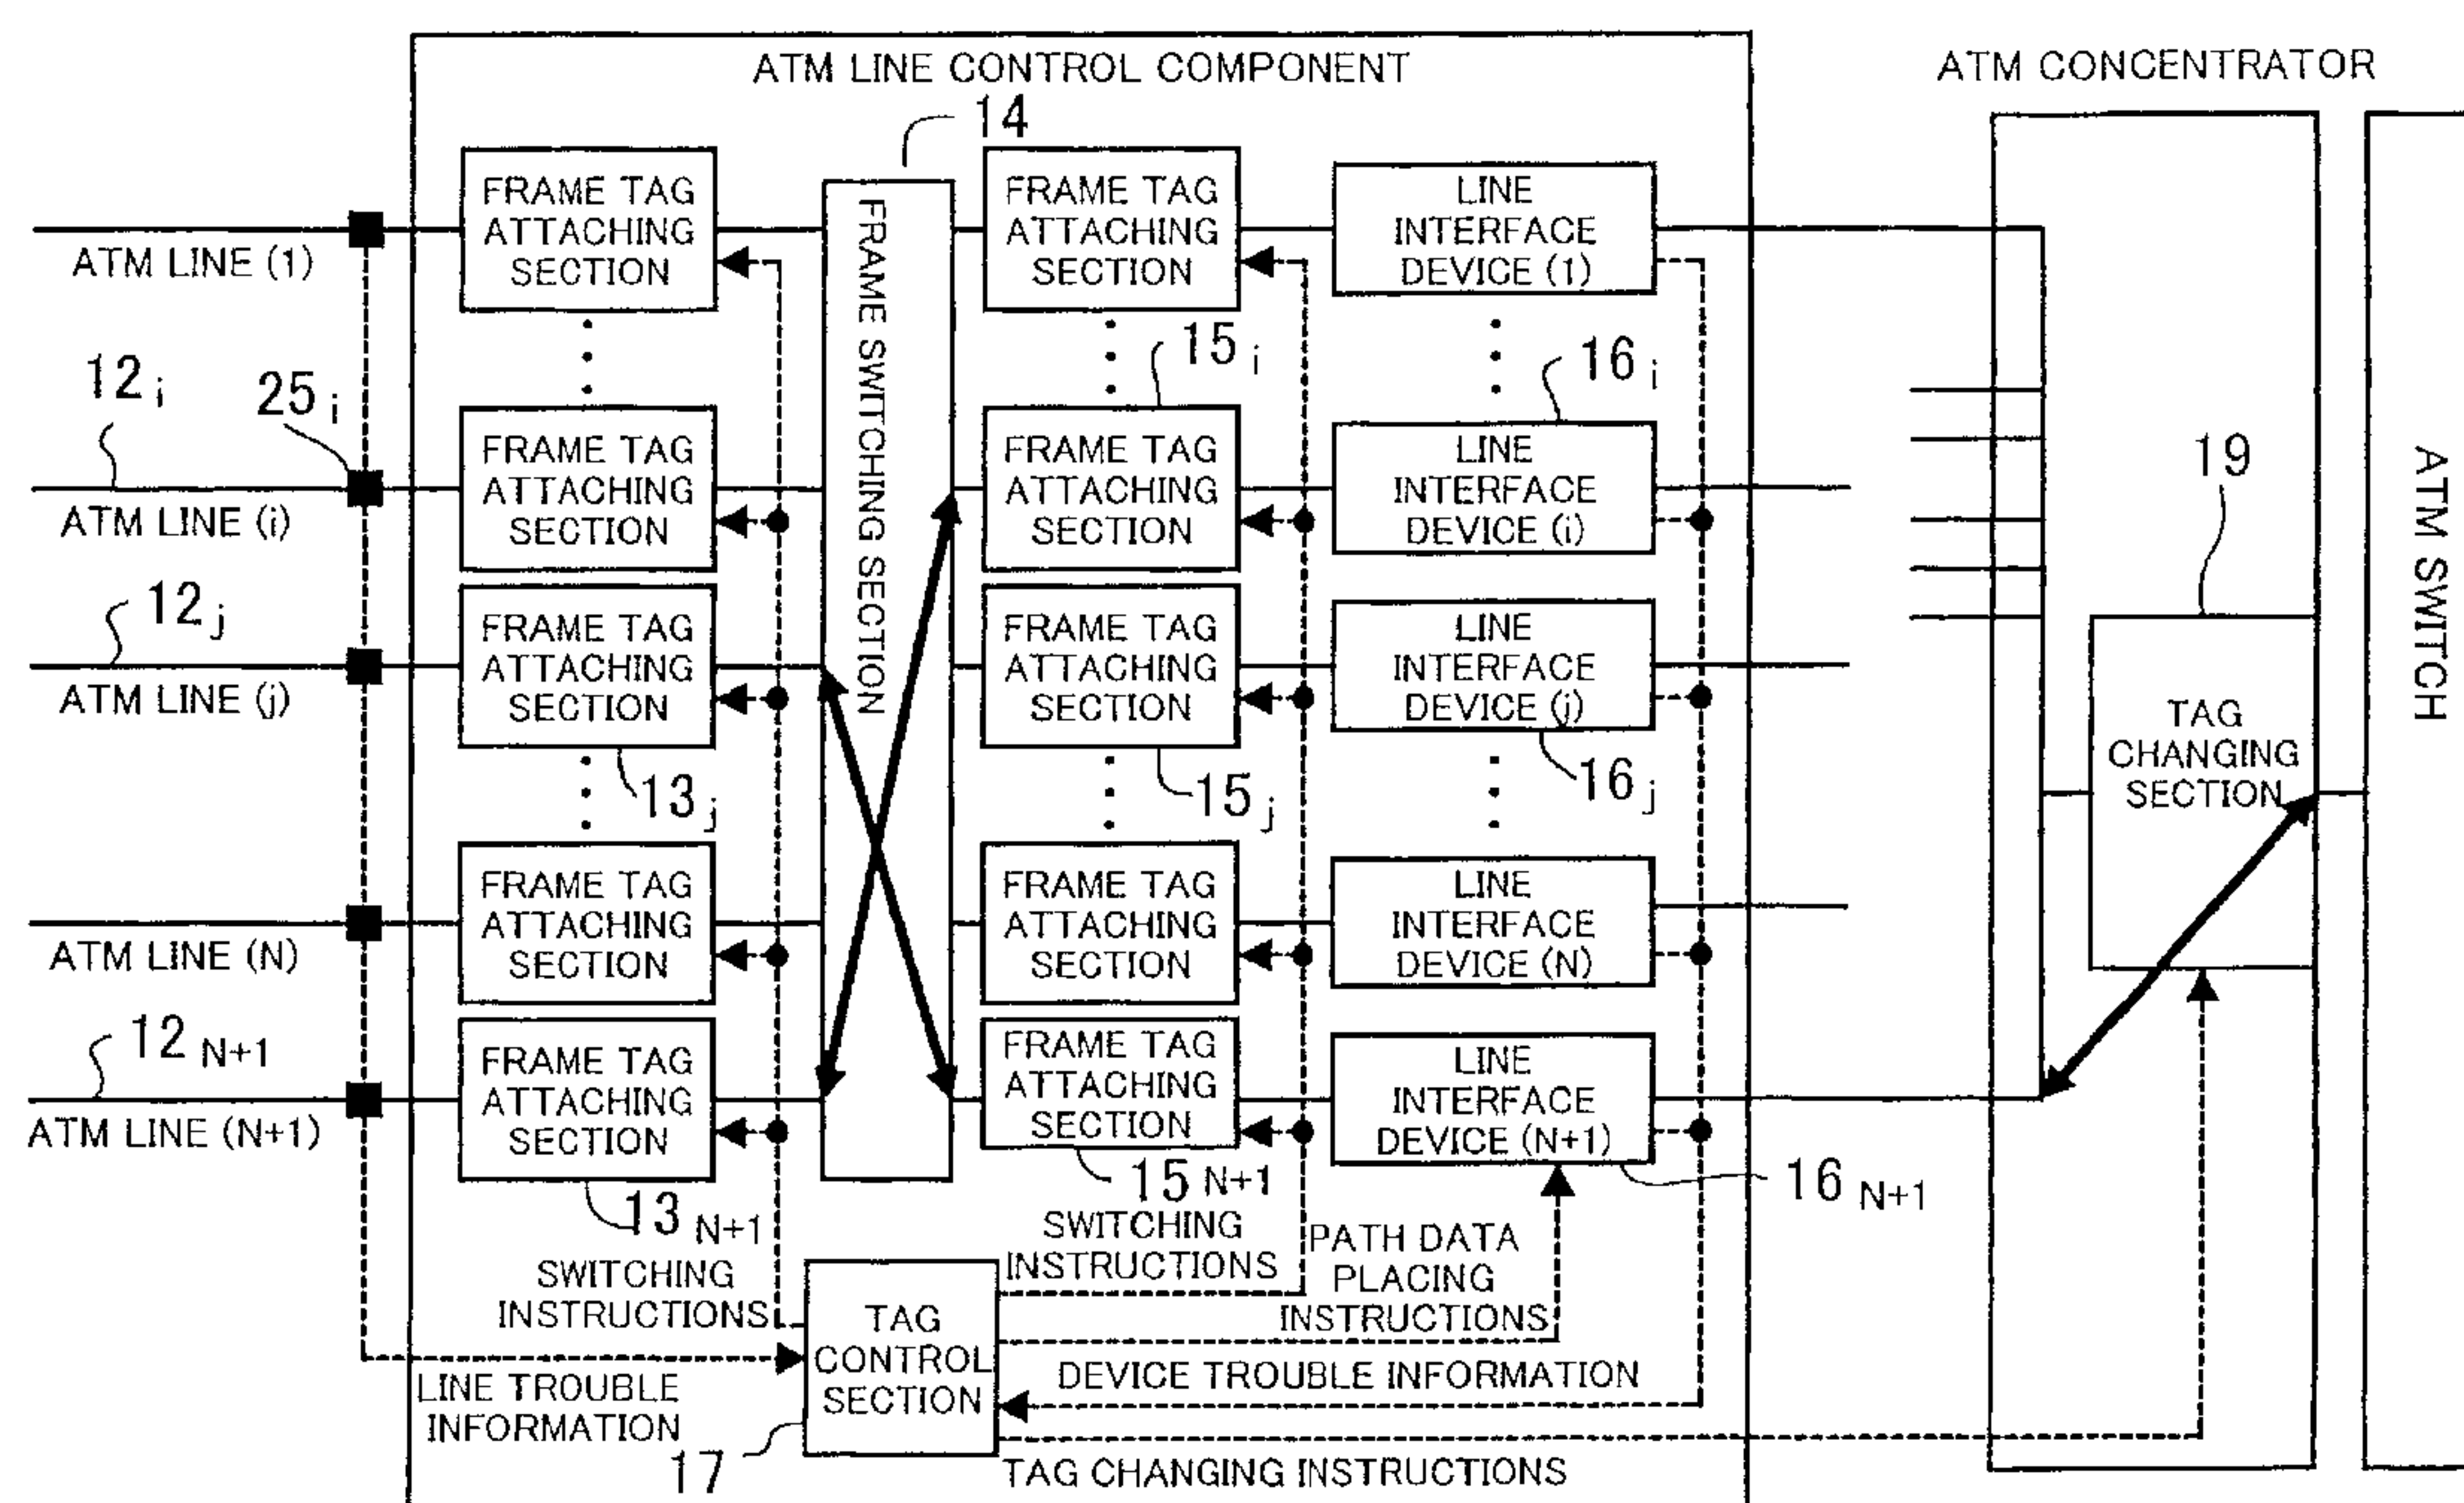 ATM LINE CONTROL COMPONENT
ATM CONCENTRATOR
14
FRAME TAG
ATTACHING
SECTION
FRAME SWITCHING SECTION
FRAME TAG
ATTACHING
SECTION
LINE
INTERFACE
DEVICE (1)
ATM LINE (1)
12 i
25 i
15 i
16 i
FRAME TAG
ATTACHING
SECTION
FRAME TAG
ATTACHING
SECTION
LINE
INTERFACE
DEVICE (i)
ATM LINE (i)
19
ATM SWITCH
12 j
FRAME TAG
ATTACHING
SECTION
FRAME TAG
ATTACHING
SECTION
LINE
INTERFACE
DEVICE (j)
ATM LINE (j)
TAG
CHANGING
SECTION
13 j
15 j
16 j
FRAME TAG
ATTACHING
SECTION
FRAME TAG
ATTACHING
SECTION
LINE
INTERFACE
DEVICE (N)
ATM LINE (N)
12 N+1
FRAME TAG
ATTACHING
SECTION
FRAME TAG
ATTACHING
SECTION
LINE
INTERFACE
DEVICE (N+1)
ATM LINE (N+1)
13 N+1
15 N+1
16 N+1
SWITCHING
INSTRUCTIONS
SWITCHING
INSTRUCTIONS
PATH DATA
PLACING
INSTRUCTIONS
TAG
CONTROL
SECTION
LINE TROUBLE
INFORMATION
DEVICE TROUBLE INFORMATION
17
TAG CHANGING INSTRUCTIONS